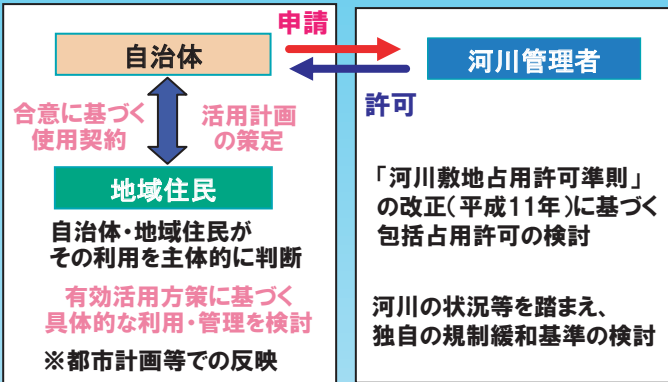 申請
自治体
河川管理者
許可
合意に基づく
使用契約
活用計画
の策定
地域住民
自治体・地域住民が
その利用を主体的に判断
有効活用方策に基づく
具体的な利用・管理を検討
※都市計画等での反映
「河川敷地占用許可準則」
の改正(平成11年)に基づく
包括占用許可の検討
河川の状況等を踏まえ、
独自の規制緩和基準の検討